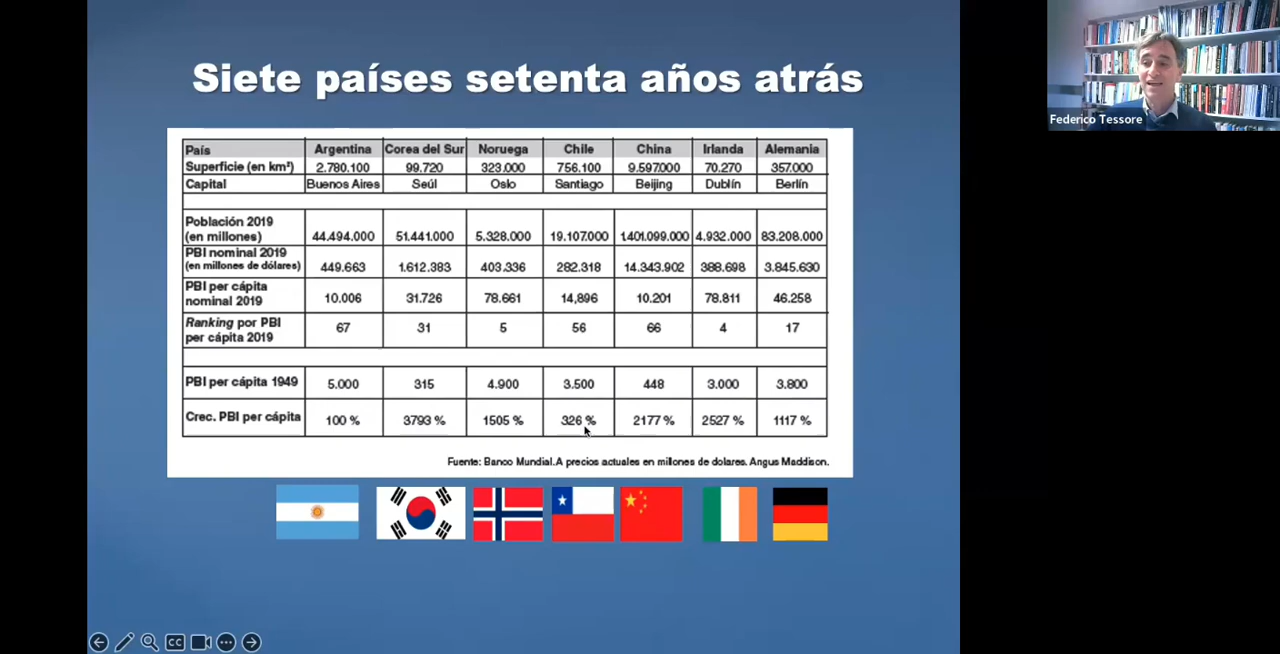 Siete países setenta años atrás
Federico Tessore
País Argentina Corea del Sur Noruega Chile China Irlanda Alemania
Superficie (en km²) 2.780.100 99.720 323.000 756.100 9.597.000 70.270 357.000
Capital Buenos Aires Seúl Oslo Santiago Beijing Dublín Berlín
Población 2019
(en millones) 44.494.000 51.441.000 5.328.000 19.107.000 1.401.099.000 4.932.000 83.208.000
PBI nominal 2019
(en millones de dólares) 449.663 1.612.383 403.336 282.318 14.343.902 388.698 3.845.630
PBI per cápita
nominal 2019 10.006 31.726 78.661 14,896 10.201 78.811 46.258
Ranking por PBI
per cápita 2019 67 31 5 56 66 4 17
PBI per cápita 1949 5.000 315 4.900 3.500 448 3.000 3.800
Crec. PBI per cápita 100 % 3793 % 1505 % 326 % 2177 % 2527 % 1117 %
Fuente: Banco Mundial. A precios actuales en millones de dolares. Angus Maddison.
CC